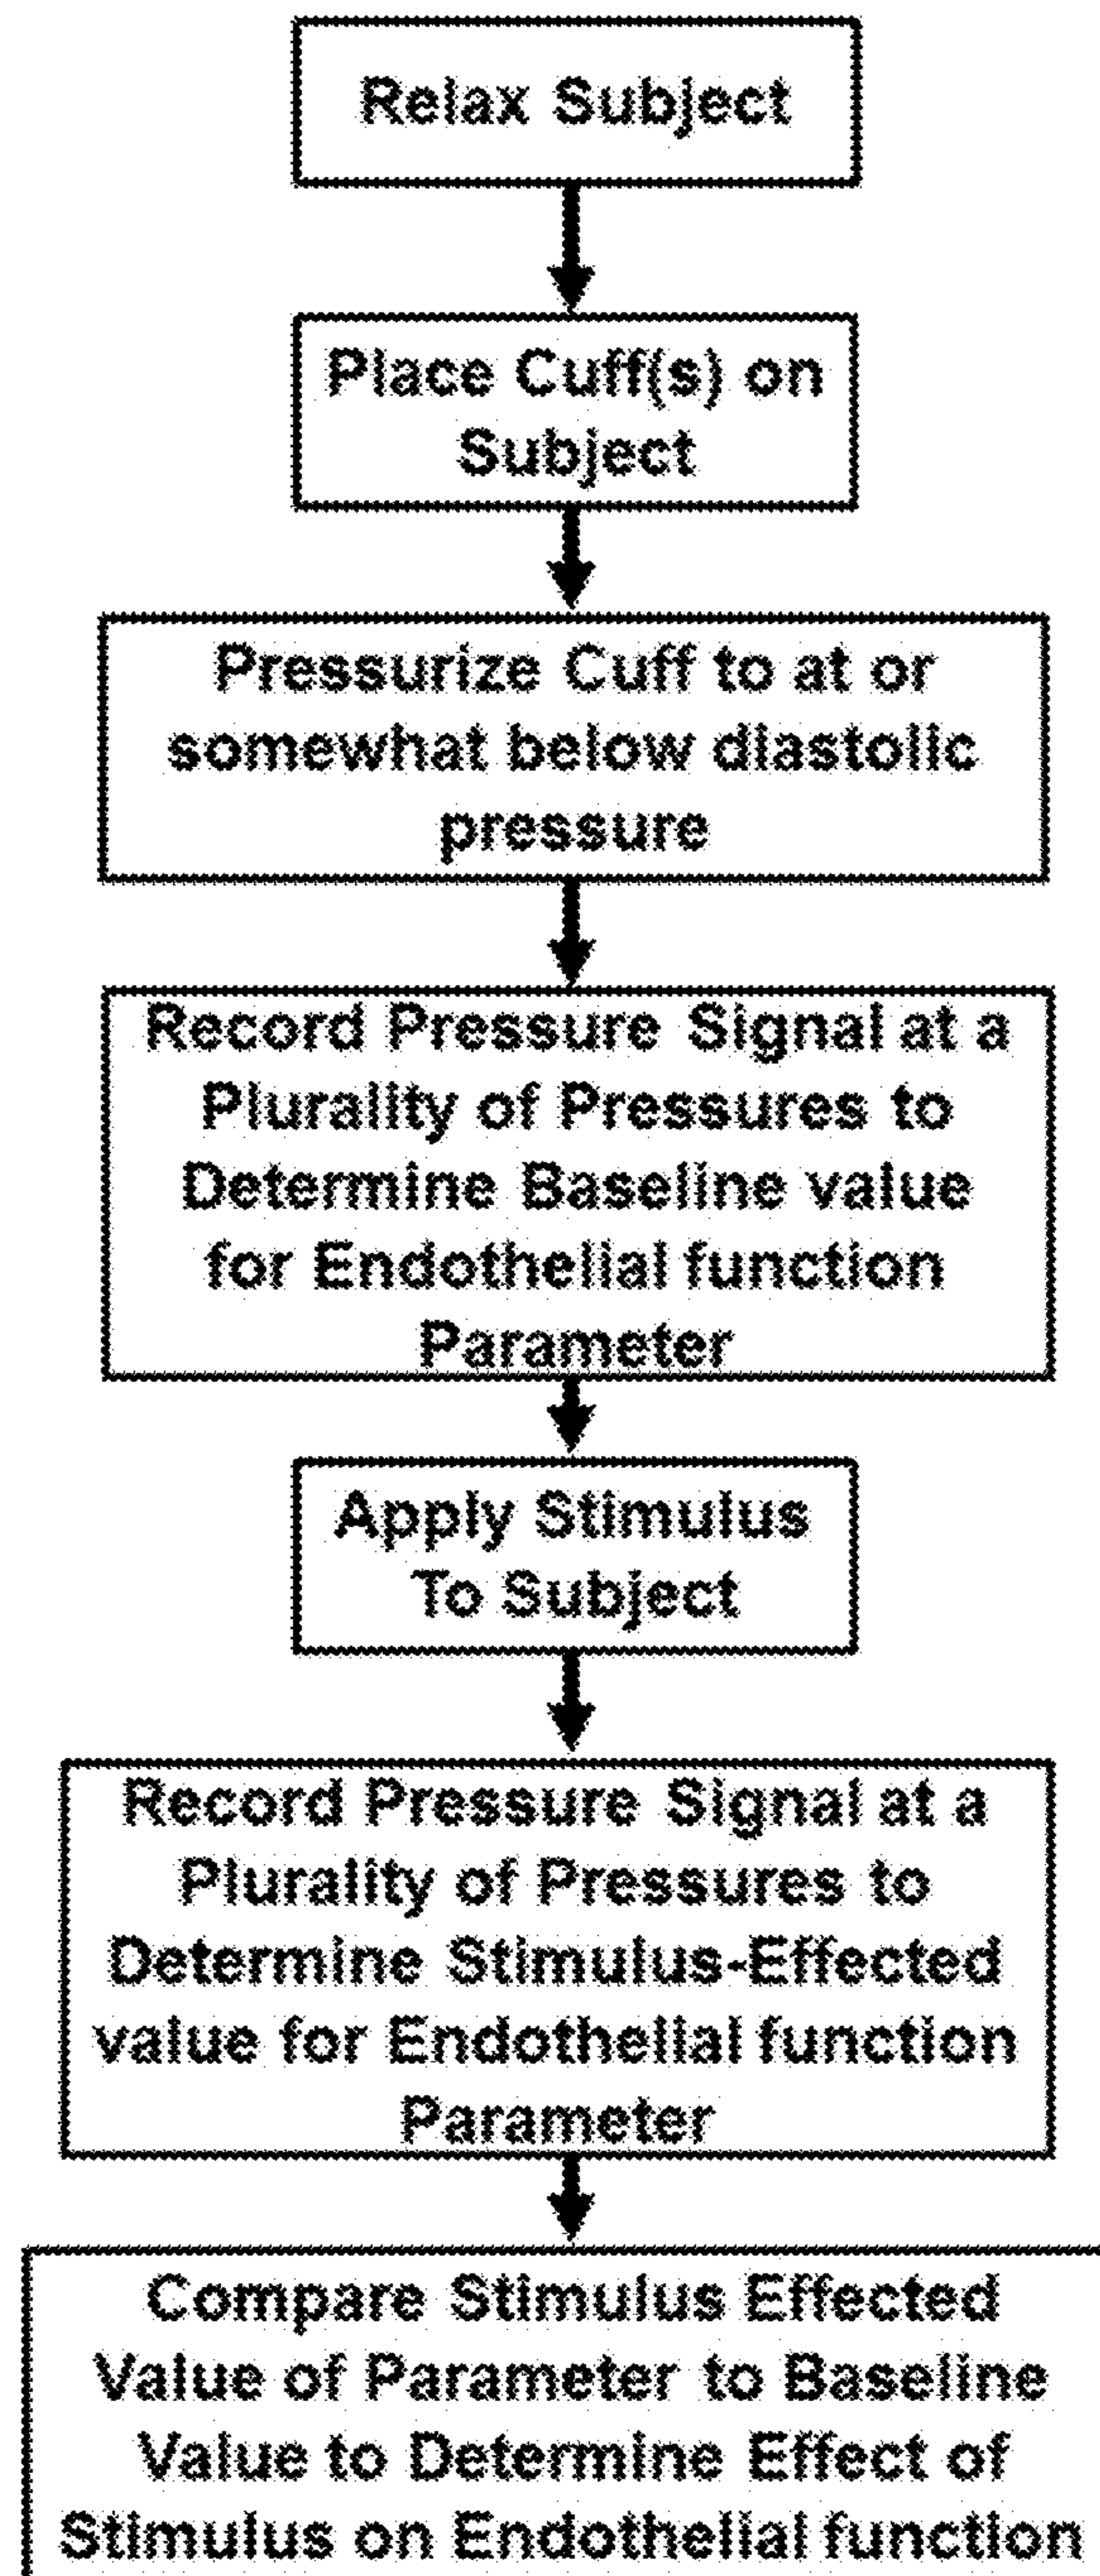 Relax Subject
Place Cuff(s) on
Subject
Pressurize Cuff to at or
somewhat below diastolic
pressure
Record Pressure Signal at a
Plurality of Pressures to
Determine Baseline value
for Endothelial function
Parameter
Apply Stimulus
To Subject
Record Pressure Signal at a
Plurality of Pressures to
Determine Stimulus-Effected
value for Endothelial function
Parameter
Compare Stimulus Effected
Value of Parameter to Baseline
Value to Determine Effect of
Stimulus on Endothelial function